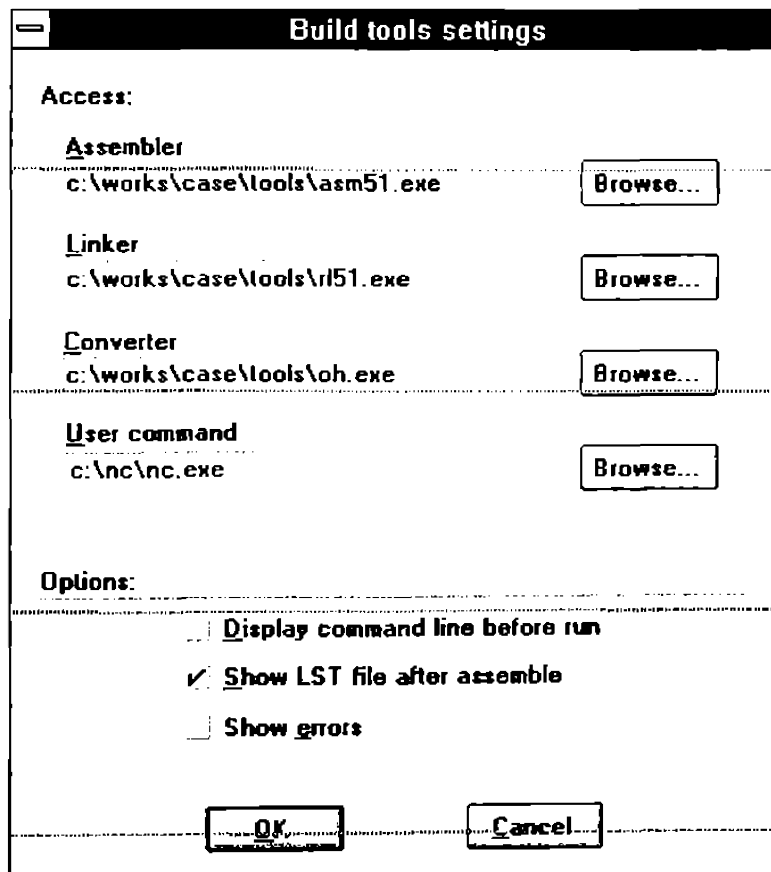 Build tools settings
Access:
Assembler
c:\works\case\tools\asm51.exe
Browse...
Linker
c:\works\case\tools\rl51.exe
Browse...
Converter
c:\works\case\tools\oh.exe
Browse...
User command
c:\nc\nc.exe
Browse...
Options:
Display command line before run
Show LST file after assemble
Show errors
OK
Cancel